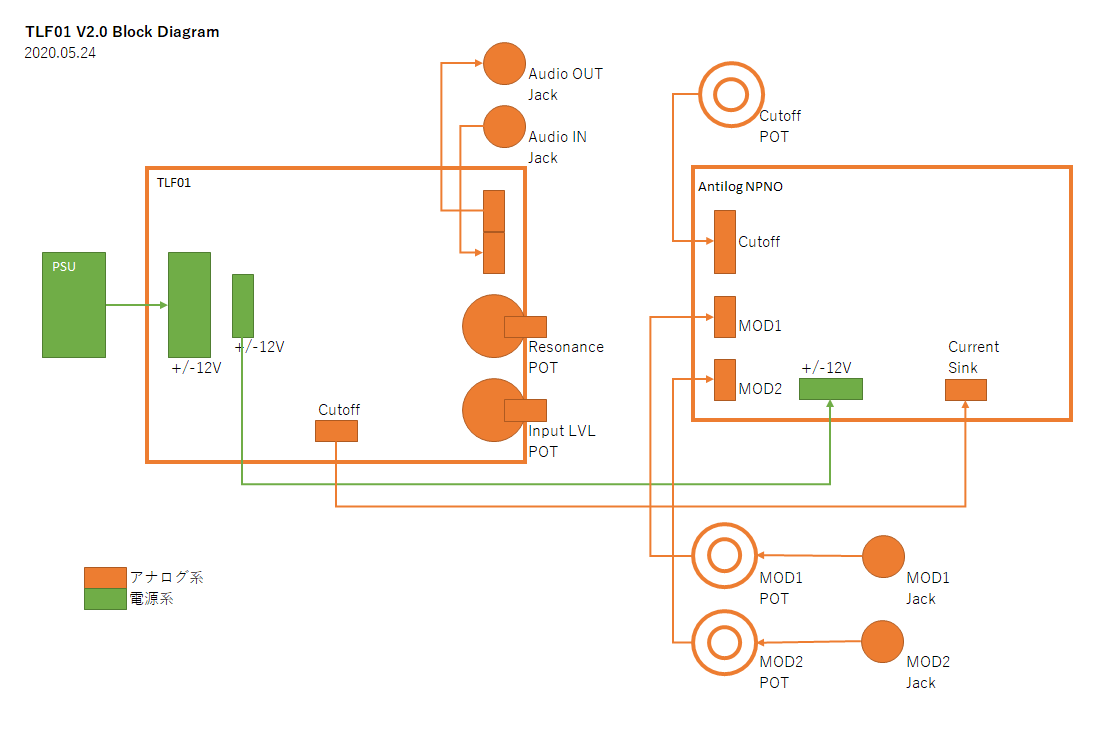 TLF01 V2.0 Block Diagram
2020.05.24
Audio OUT
Jack
Audio IN
Jack
Cutoff
POT
TLF01
PSU
+/-12V
+/-12V
Cutoff
Resonance
POT
Input LVL
POT
Antilog NPNO
Cutoff
MOD1
MOD2
+/-12V
Current
Sink
MOD1
POT
MOD1
Jack
MOD2
POT
MOD2
Jack
アナログ系
電源系